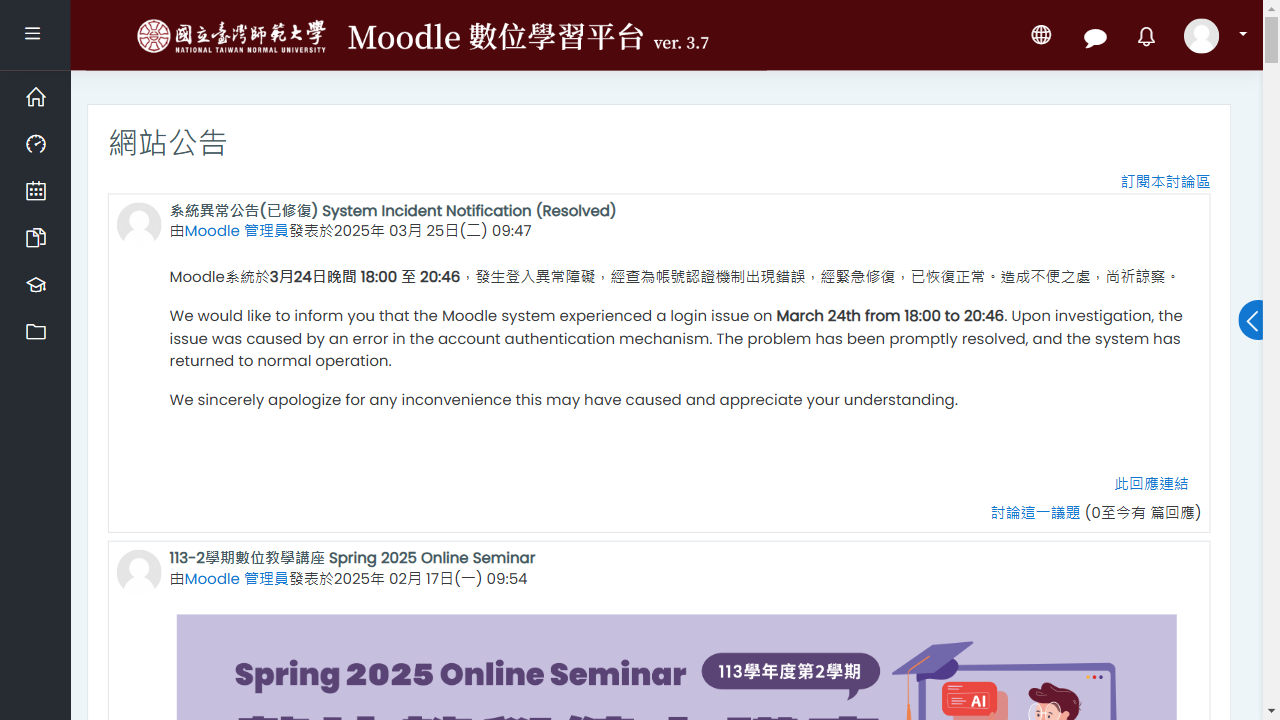 國立臺灣師範大學
NATIONAL TAIWAN NORMAL UNIVERSITY
Moodle 數位學習平台 ver. 3.7
網站公告
訂閱本討論區
系統異常公告(已修復) System Incident Notification (Resolved)
由Moodle 管理員發表於2025年 03月 25日(二) 09:47
Moodle系統於3月24日晚間 18:00 至 20:46，發生登入異常障礙，經查為帳號認證機制出現錯誤，經緊急修復，已恢復正常。造成不便之處，尚祈諒察。
We would like to inform you that the Moodle system experienced a login issue on March 24th from 18:00 to 20:46. Upon investigation, the
issue was caused by an error in the account authentication mechanism. The problem has been promptly resolved, and the system has
returned to normal operation.
We sincerely apologize for any inconvenience this may have caused and appreciate your understanding.
此回應連結
討論這一議題 (0至今有 篇回應)
113-2學期數位教學講座 Spring 2025 Online Seminar
由Moodle 管理員發表於2025年 02月 17日(一) 09:54
Spring 2025 Online Seminar 113學年度第2學期
AI